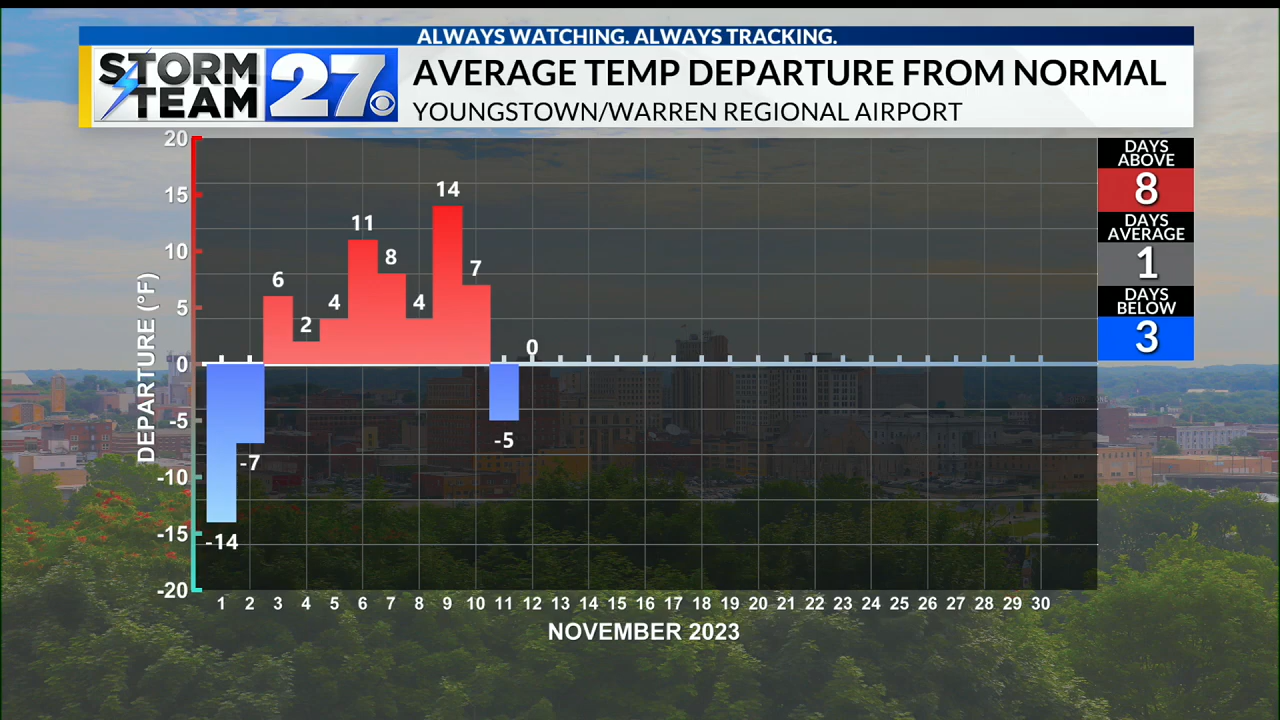 ALWAYS WATCHING. ALWAYS TRACKING.
STORM
TEAM
27
AVERAGE TEMP DEPARTURE FROM NORMAL
YOUNGSTOWN/WARREN REGIONAL AIRPORT
DAYS
ABOVE
8
DAYS
AVERAGE
1
DAYS
BELOW
3
DEPARTURE (°F)
20
15
10
5
0
-5
-10
-15
-20
-14
-7
6
2
4
11
8
4
14
7
-5
0
1 2 3 4 5 6 7 8 9 10 11 12 13 14 15 16 17 18 19 20 21 22 23 24 25 26 27 28 29 30
NOVEMBER 2023